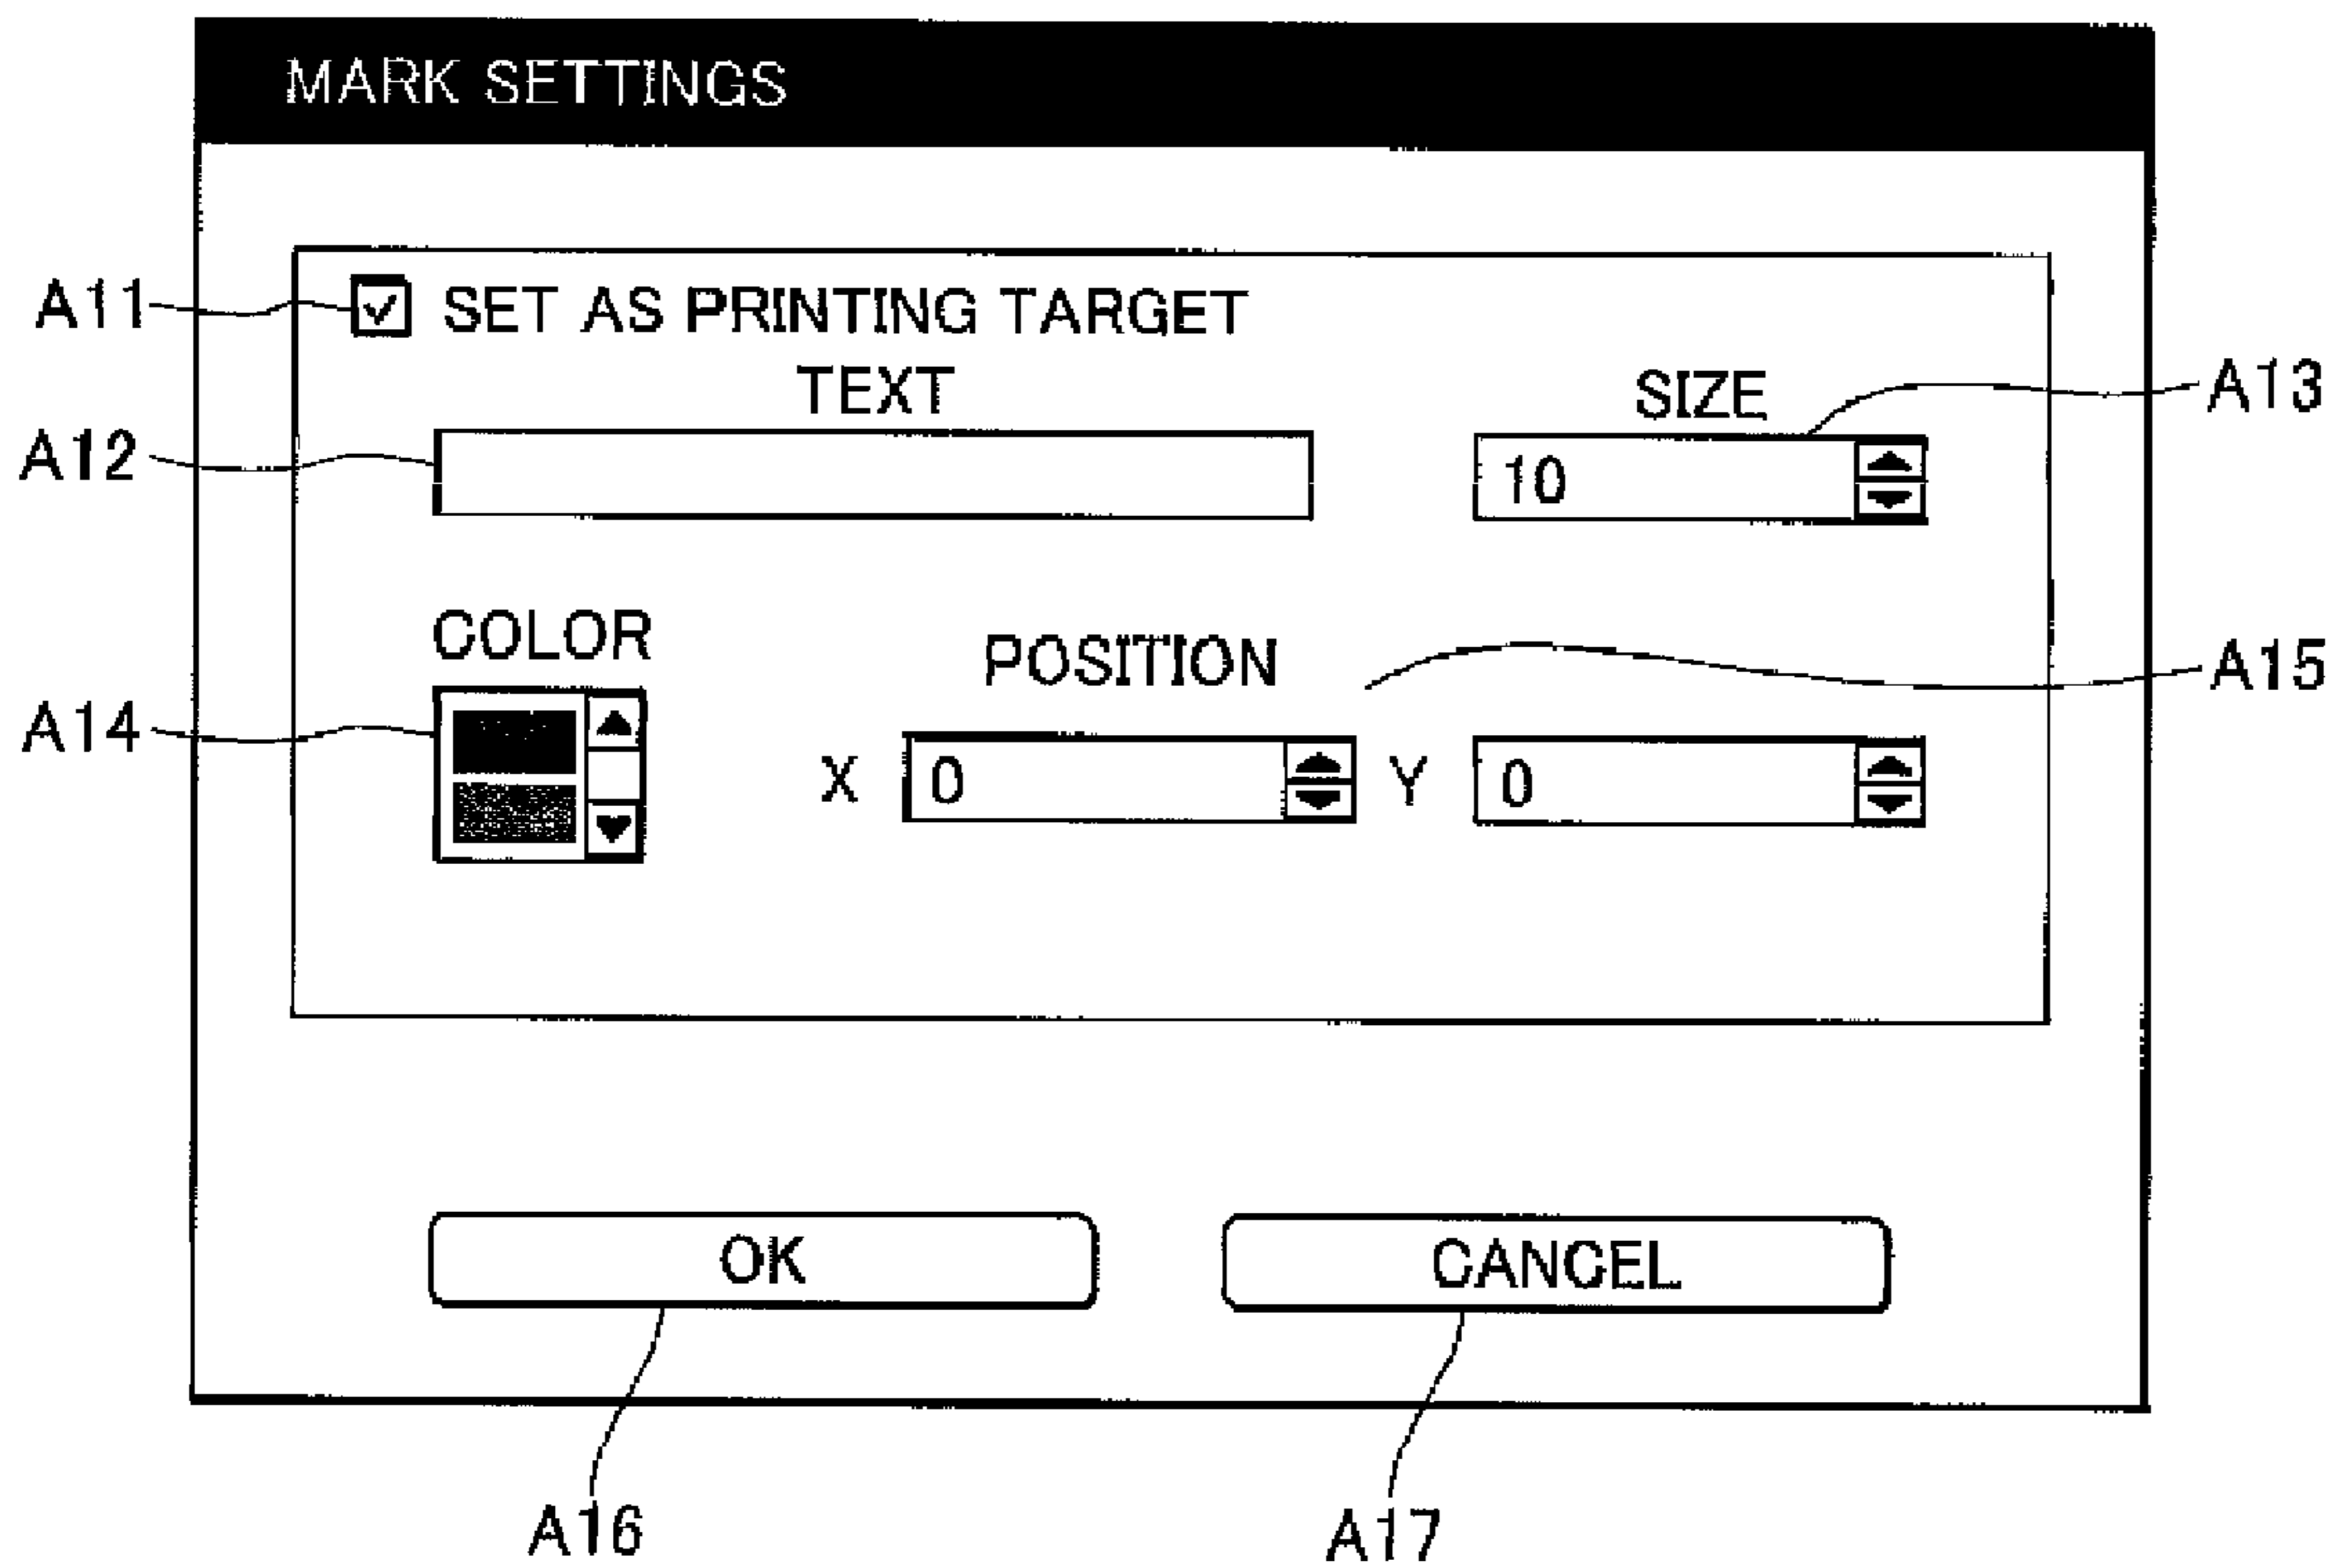 MARK SETTINGS
A11 SET AS PRINTING TARGET
TEXT SIZE A13
A12 10
COLOR POSITION A15
A14 X 0 Y 0
OK CANCEL
A16 A17